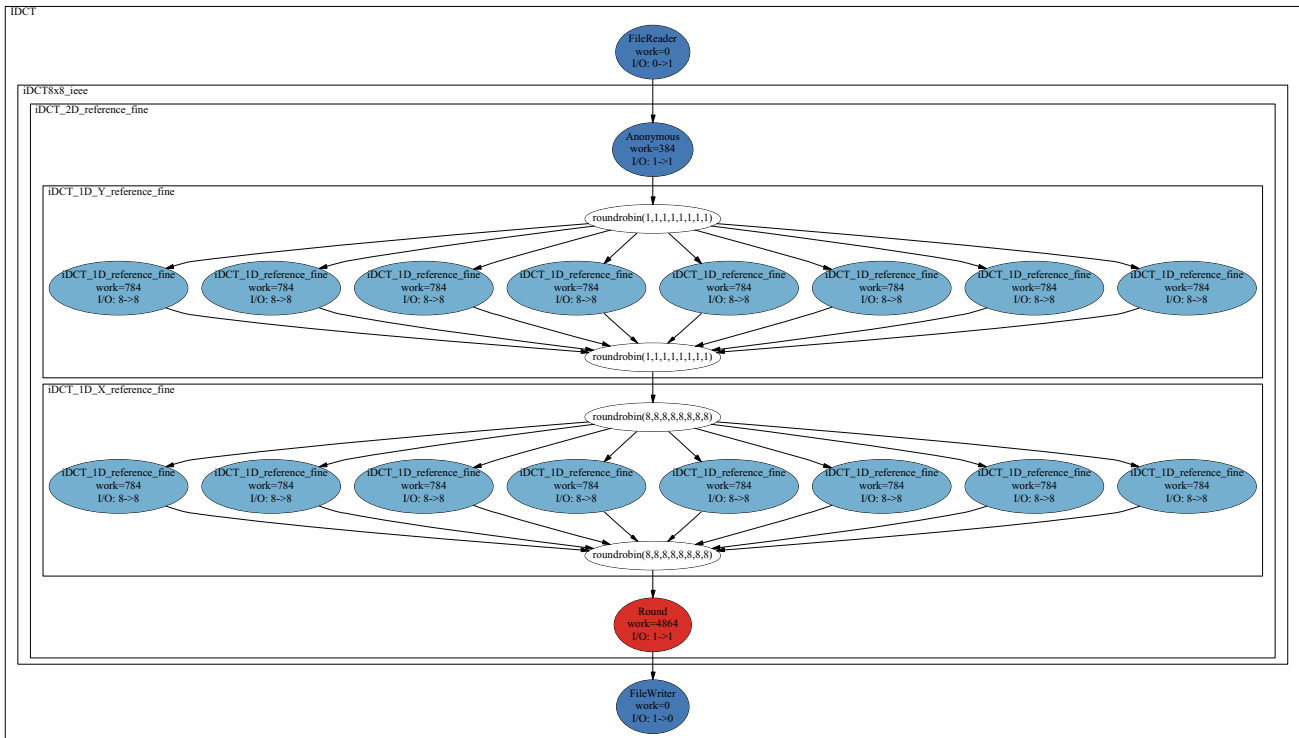 IDCT
FileReader
work=0
I/O: 0->1
iDCT8x8_ieee
iDCT_2D_reference_fine
Anonymous
work=384
I/O: 1->1
iDCT_1D_Y_reference_fine
roundrobin(1,1,1,1,1,1,1,1)
iDCT_1D_reference_fine
work=784
I/O: 8->8
iDCT_1D_reference_fine
work=784
I/O: 8->8
iDCT_1D_reference_fine
work=784
I/O: 8->8
iDCT_1D_reference_fine
work=784
I/O: 8->8
iDCT_1D_reference_fine
work=784
I/O: 8->8
iDCT_1D_reference_fine
work=784
I/O: 8->8
iDCT_1D_reference_fine
work=784
I/O: 8->8
iDCT_1D_reference_fine
work=784
I/O: 8->8
roundrobin(1,1,1,1,1,1,1,1)
iDCT_1D_X_reference_fine
roundrobin(8,8,8,8,8,8,8,8)
iDCT_1D_reference_fine
work=784
I/O: 8->8
iDCT_1D_reference_fine
work=784
I/O: 8->8
iDCT_1D_reference_fine
work=784
I/O: 8->8
iDCT_1D_reference_fine
work=784
I/O: 8->8
iDCT_1D_reference_fine
work=784
I/O: 8->8
iDCT_1D_reference_fine
work=784
I/O: 8->8
iDCT_1D_reference_fine
work=784
I/O: 8->8
iDCT_1D_reference_fine
work=784
I/O: 8->8
roundrobin(8,8,8,8,8,8,8,8)
Round
work=4864
I/O: 1->1
FileWriter
work=0
I/O: 1->0